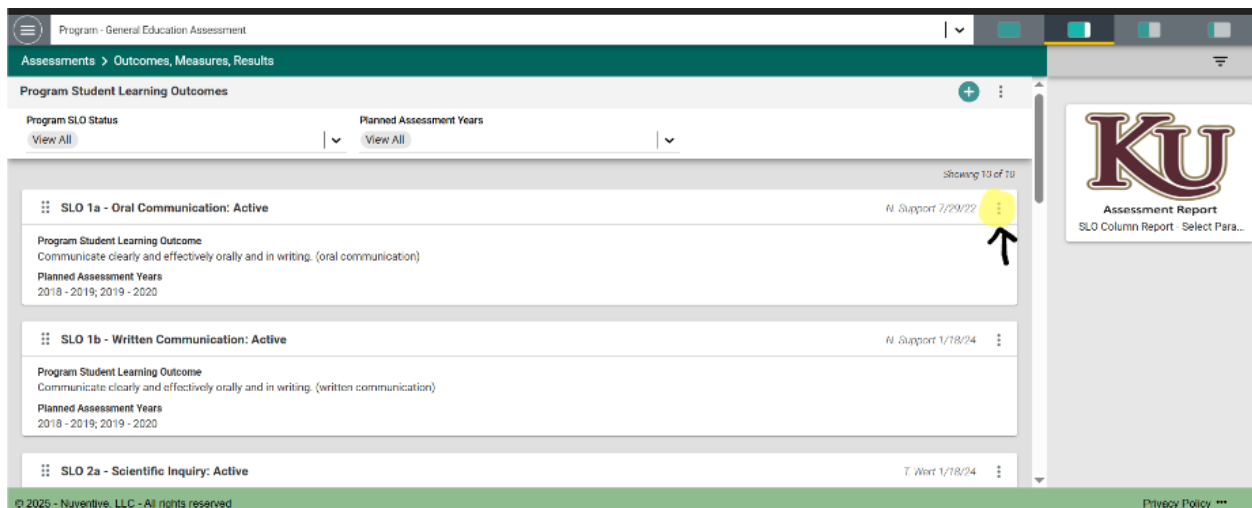 Program - General Education Assessment
Assessments > Outcomes, Measures, Results
Program Student Learning Outcomes
Program SLO Status
View All
Planned Assessment Years
View All
Showing 10 of 10
SLO 1a - Oral Communication: Active
N. Support 7/29/22
Program Student Learning Outcome
Communicate clearly and effectively orally and in writing. (oral communication)
Planned Assessment Years
2018 - 2019; 2019 - 2020
SLO 1b - Written Communication: Active
N. Support 1/18/24
Program Student Learning Outcome
Communicate clearly and effectively orally and in writing. (written communication)
Planned Assessment Years
2018 - 2019; 2019 - 2020
SLO 2a - Scientific Inquiry: Active
T. Wert 1/18/24
KU
Assessment Report
SLO Column Report - Select Para...
© 2025 - Nuventive, LLC - All rights reserved
Privacy Policy